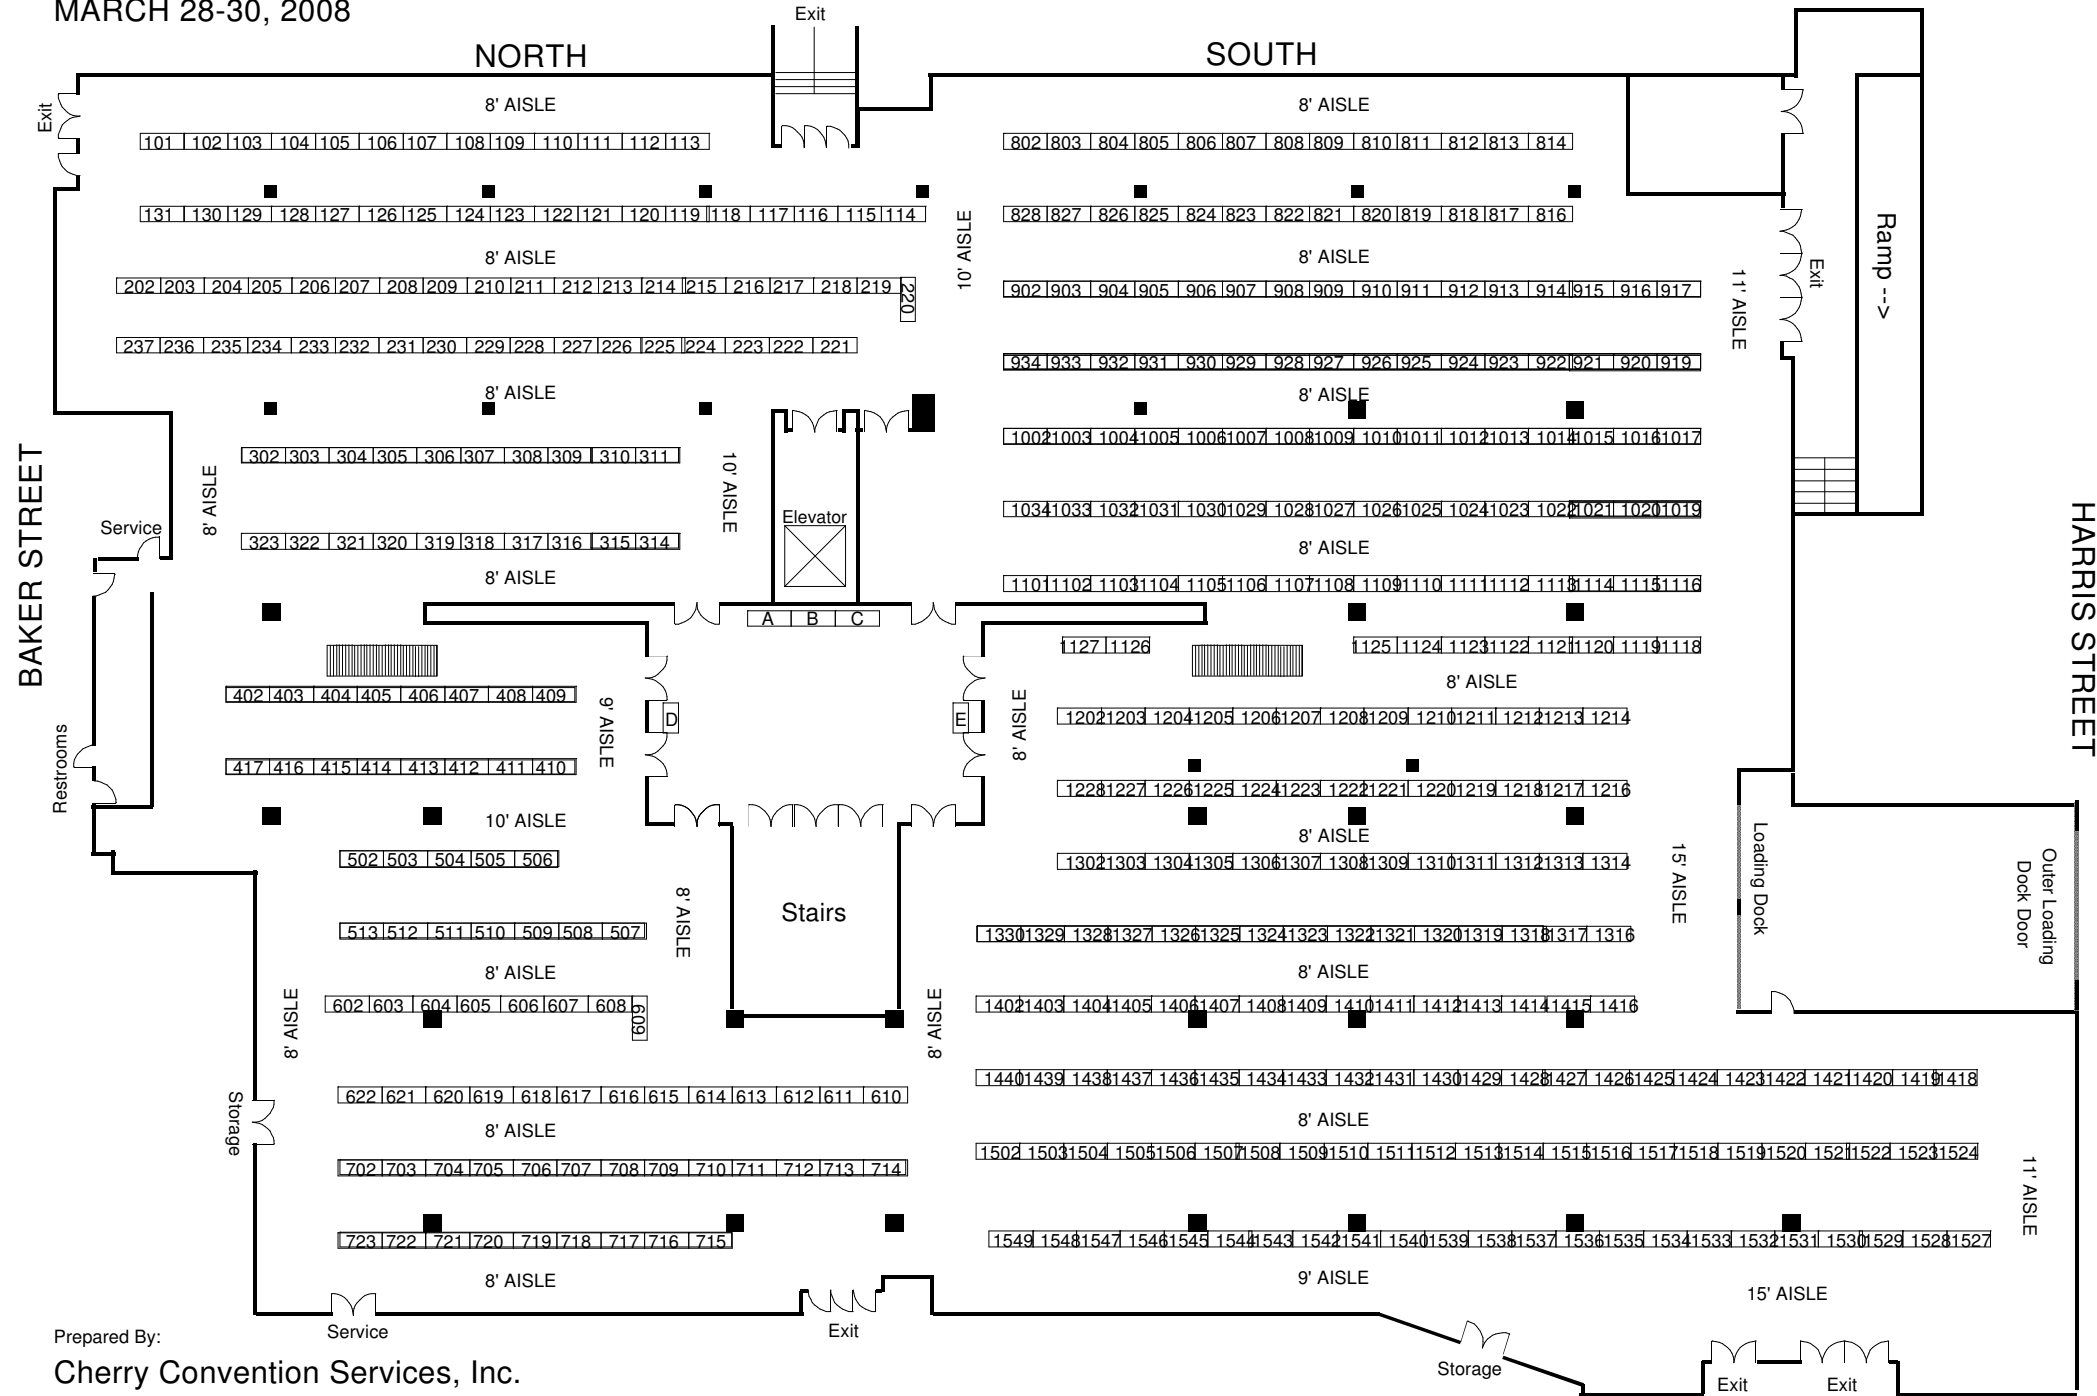 MARCH 28-30, 2008
Exit
NORTH
SOUTH
8' AISLE
8' AISLE
Exit
101 102 103 104 105 106 107 108 109 110 111 112 113
802 803 804 805 806 807 808 809 810 811 812 813 814
131 130 129 128 127 126 125 124 123 122 121 120 119 118 117 116 115 114
828 827 826 825 824 823 822 821 820 819 818 817 816
10' AISLE
Ramp -->
8' AISLE
8' AISLE
11' AISLE
Exit
202 203 204 205 206 207 208 209 210 211 212 213 214 215 216 217 218 219 220
902 903 904 905 906 907 908 909 910 911 912 913 914 915 916 917
237 236 235 234 233 232 231 230 229 228 227 226 225 224 223 222 221
934 933 932 931 930 929 928 927 926 925 924 923 922 921 920 919
8' AISLE
8' AISLE
1002 1003 1004 1005 1006 1007 1008 1009 1010 1011 1012 1013 1014 1015 1016 1017
302 303 304 305 306 307 308 309 310 311
BAKER STREET
8' AISLE
10' AISLE
HARRIS STREET
1034 1033 1032 1031 1030 1029 1028 1027 1026 1025 1024 1023 1022 1021 1020 1019
Elevator
Service
323 322 321 320 319 318 317 316 315 314
8' AISLE
8' AISLE
1101 1102 1103 1104 1105 1106 1107 1108 1109 1110 1111 1112 1113 1114 1115 1116
A B C
1127 1126 1125 1124 1123 1122 1121 1120 1119 1118
8' AISLE
402 403 404 405 406 407 408 409
9' AISLE
D
E
8' AISLE
1202 1203 1204 1205 1206 1207 1208 1209 1210 1211 1212 1213 1214
Restrooms
417 416 415 414 413 412 411 410
1228 1227 1226 1225 1224 1223 1222 1221 1220 1219 1218 1217 1216
10' AISLE
8' AISLE
502 503 504 505 506
1302 1303 1304 1305 1306 1307 1308 1309 1310 1311 1312 1313 1314
15' AISLE
Loading Dock
Outer Loading
Dock Door
8' AISLE
Stairs
513 512 511 510 509 508 507
1330 1329 1328 1327 1326 1325 1324 1323 1322 1321 1320 1319 1318 1317 1316
8' AISLE
8' AISLE
602 603 604 605 606 607 608 609
1402 1403 1404 1405 1406 1407 1408 1409 1410 1411 1412 1413 1414 1415 1416
8' AISLE
8' AISLE
1440 1439 1438 1437 1436 1435 1434 1433 1432 1431 1430 1429 1428 1427 1426 1425 1424 1423 1422 1421 1420 1419 1418
622 621 620 619 618 617 616 615 614 613 612 611 610
Storage
8' AISLE
8' AISLE
1502 1503 1504 1505 1506 1507 1508 1509 1510 1511 1512 1513 1514 1515 1516 1517 1518 1519 1520 1521 1522 1523 1524
702 703 704 705 706 707 708 709 710 711 712 713 714
11' AISLE
723 722 721 720 719 718 717 716 715
1549 1548 1547 1546 1545 1544 1543 1542 1541 1540 1539 1538 1537 1536 1535 1534 1533 1532 1531 1530 1529 1528 1527
8' AISLE
9' AISLE
15' AISLE
Prepared By:
Service
Exit
Storage
Cherry Convention Services, Inc.
Exit
Exit